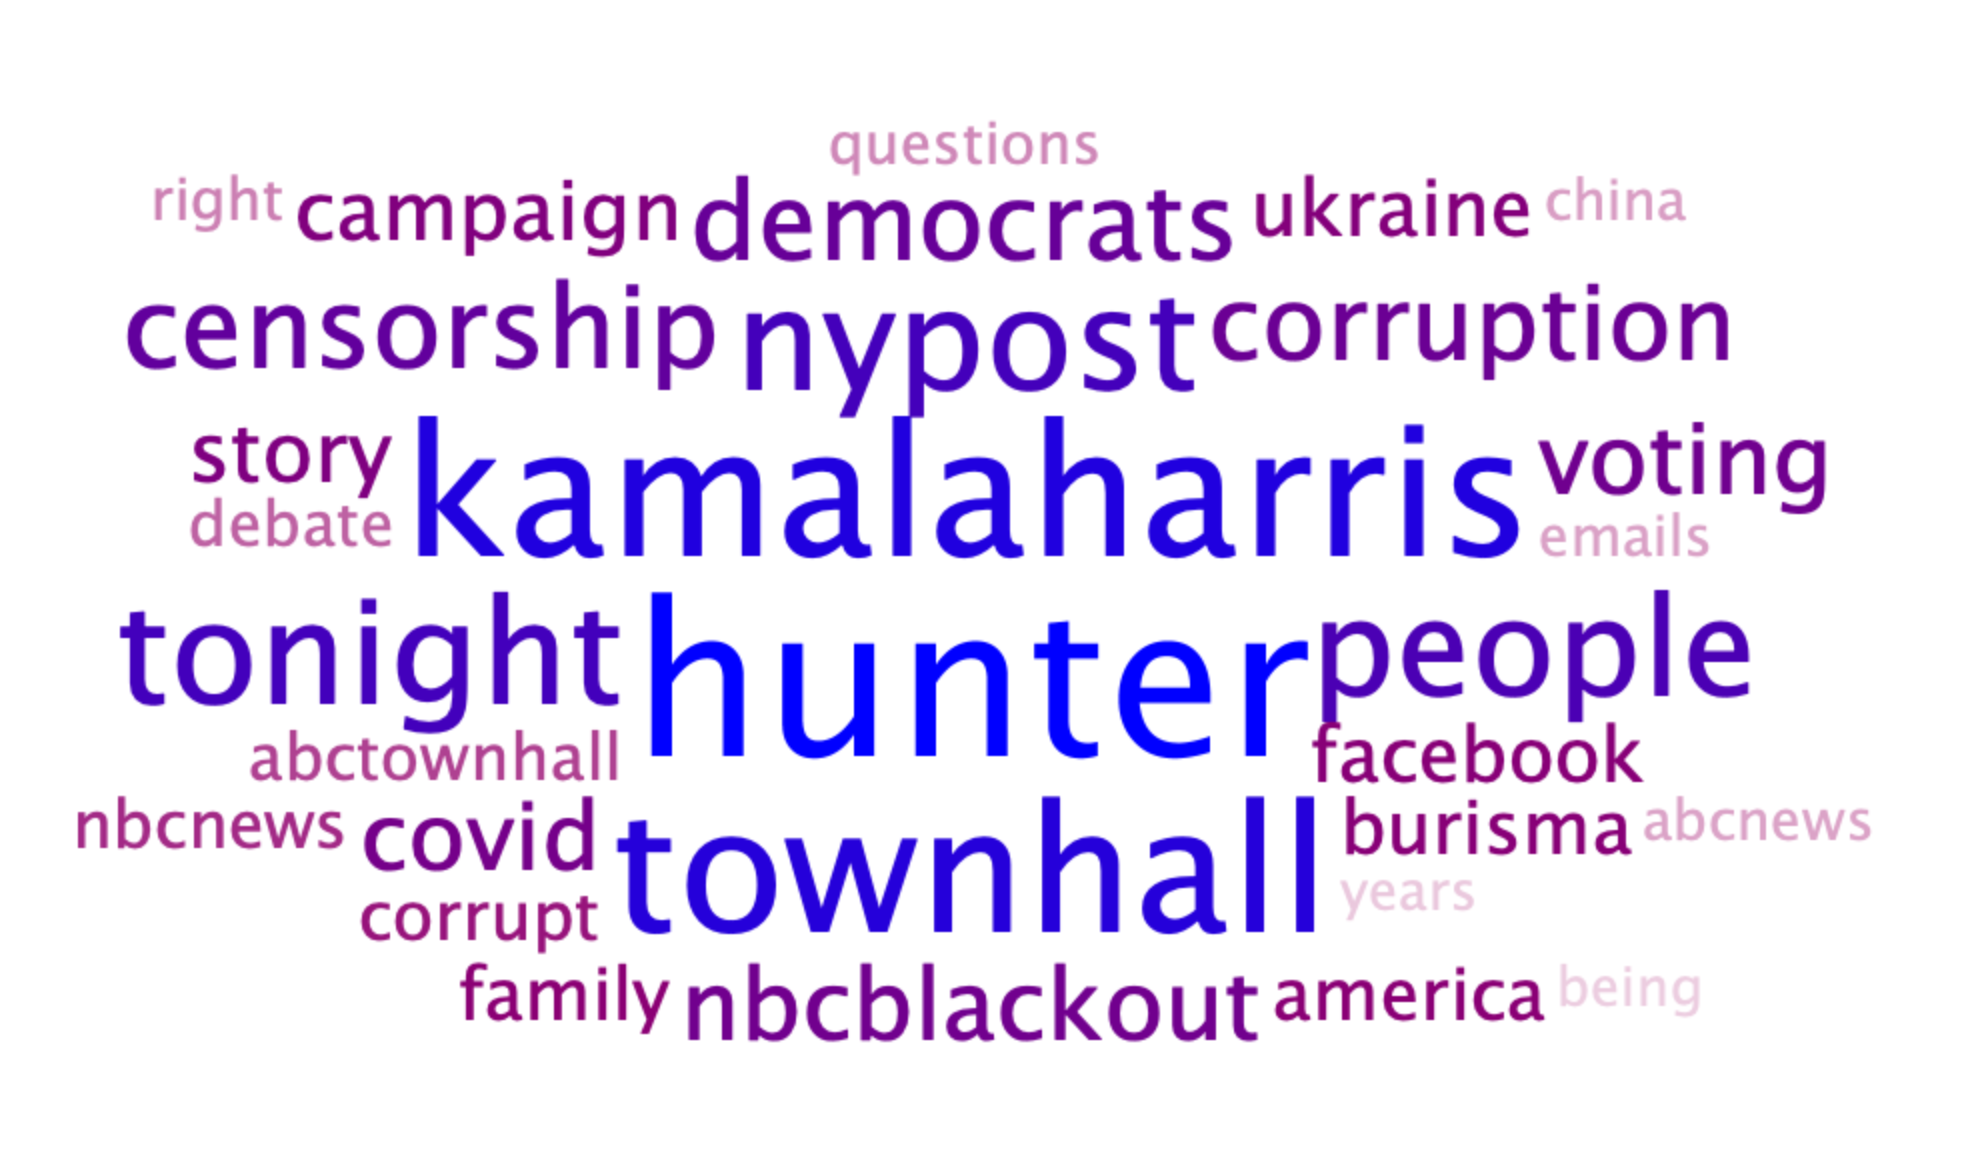 questions
right campaign democrats ukraine china
censorship nypost corruption
story kamalaharris voting
debate emails
tonight hunter people
abctownhall facebook
nbcnews covid townhall burisma abcnews
corrupt years
family nbcblackout america being